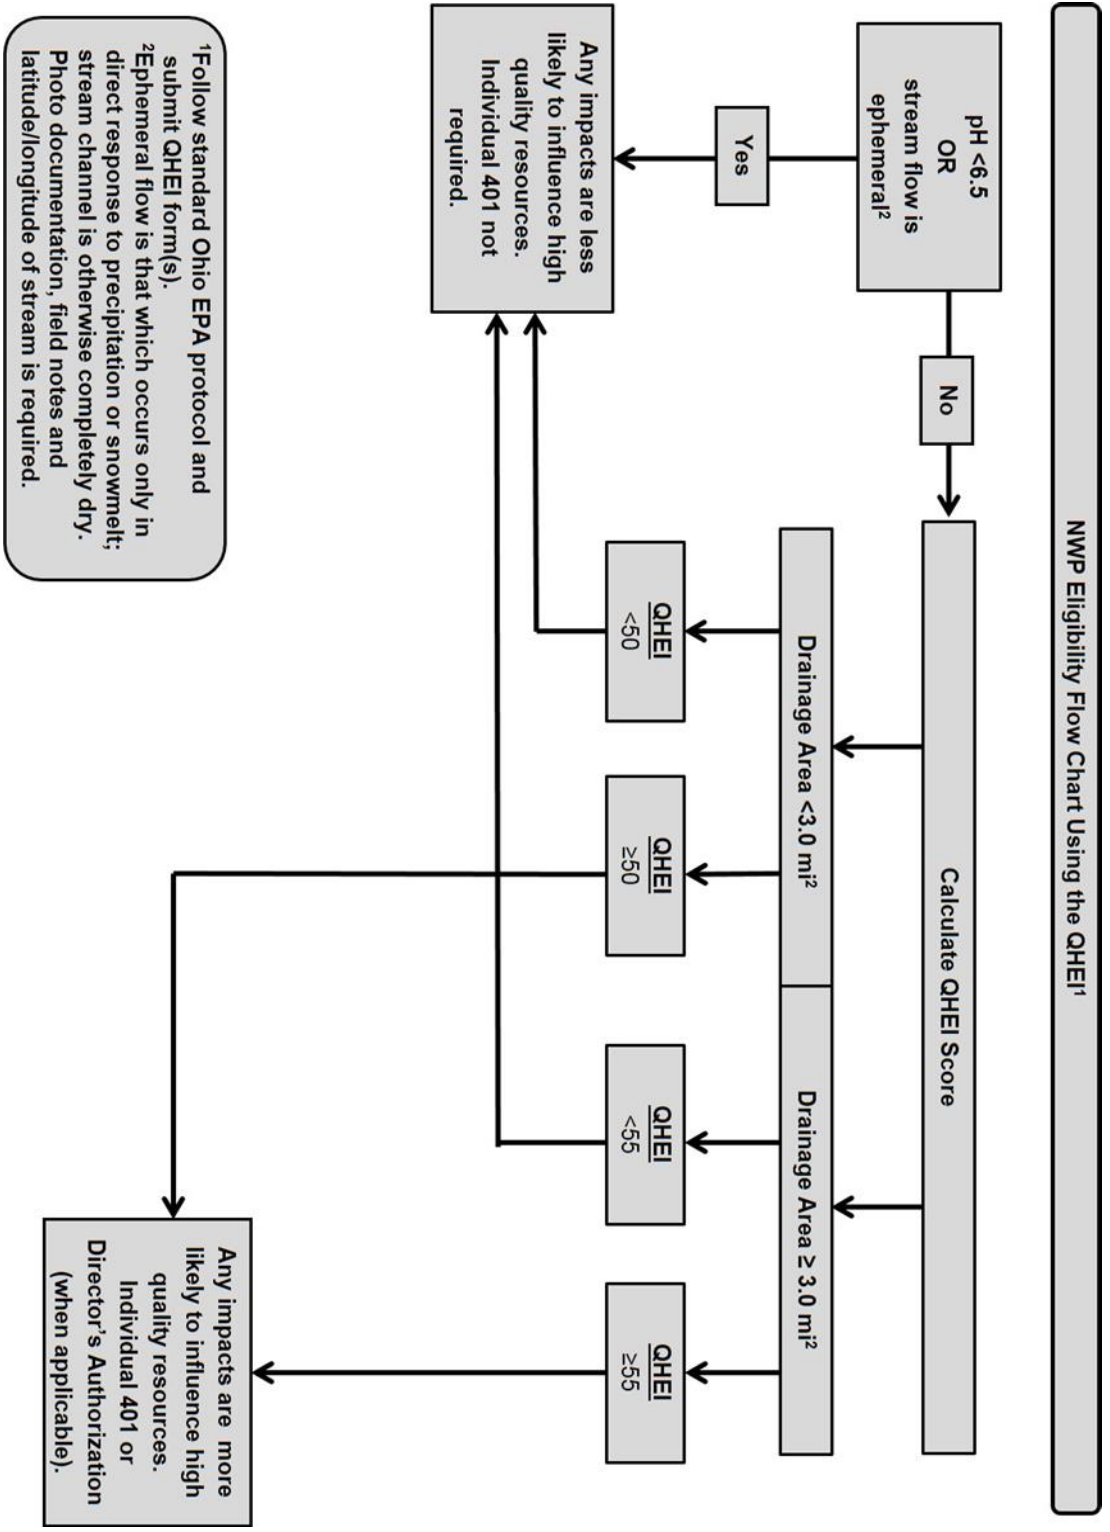 NWP Eligibility Flow Chart Using the QHEI¹
pH <6.5
OR
stream flow is
ephemeral²
No
Calculate QHEI Score
Yes
Drainage Area <3.0 mi²
Drainage Area ≥ 3.0 mi²
QHEI
<50
QHEI
≥50
QHEI
<55
QHEI
≥55
Any impacts are less
likely to influence high
quality resources.
Individual 401 not
required.
Any impacts are more
likely to influence high
quality resources.
Individual 401 or
Director's Authorization
(when applicable).
¹Follow standard Ohio EPA protocol and
submit QHEI form(s).
²Ephemeral flow is that which occurs only in
direct response to precipitation or snowmelt;
stream channel is otherwise completely dry.
Photo documentation, field notes and
latitude/longitude of stream is required.